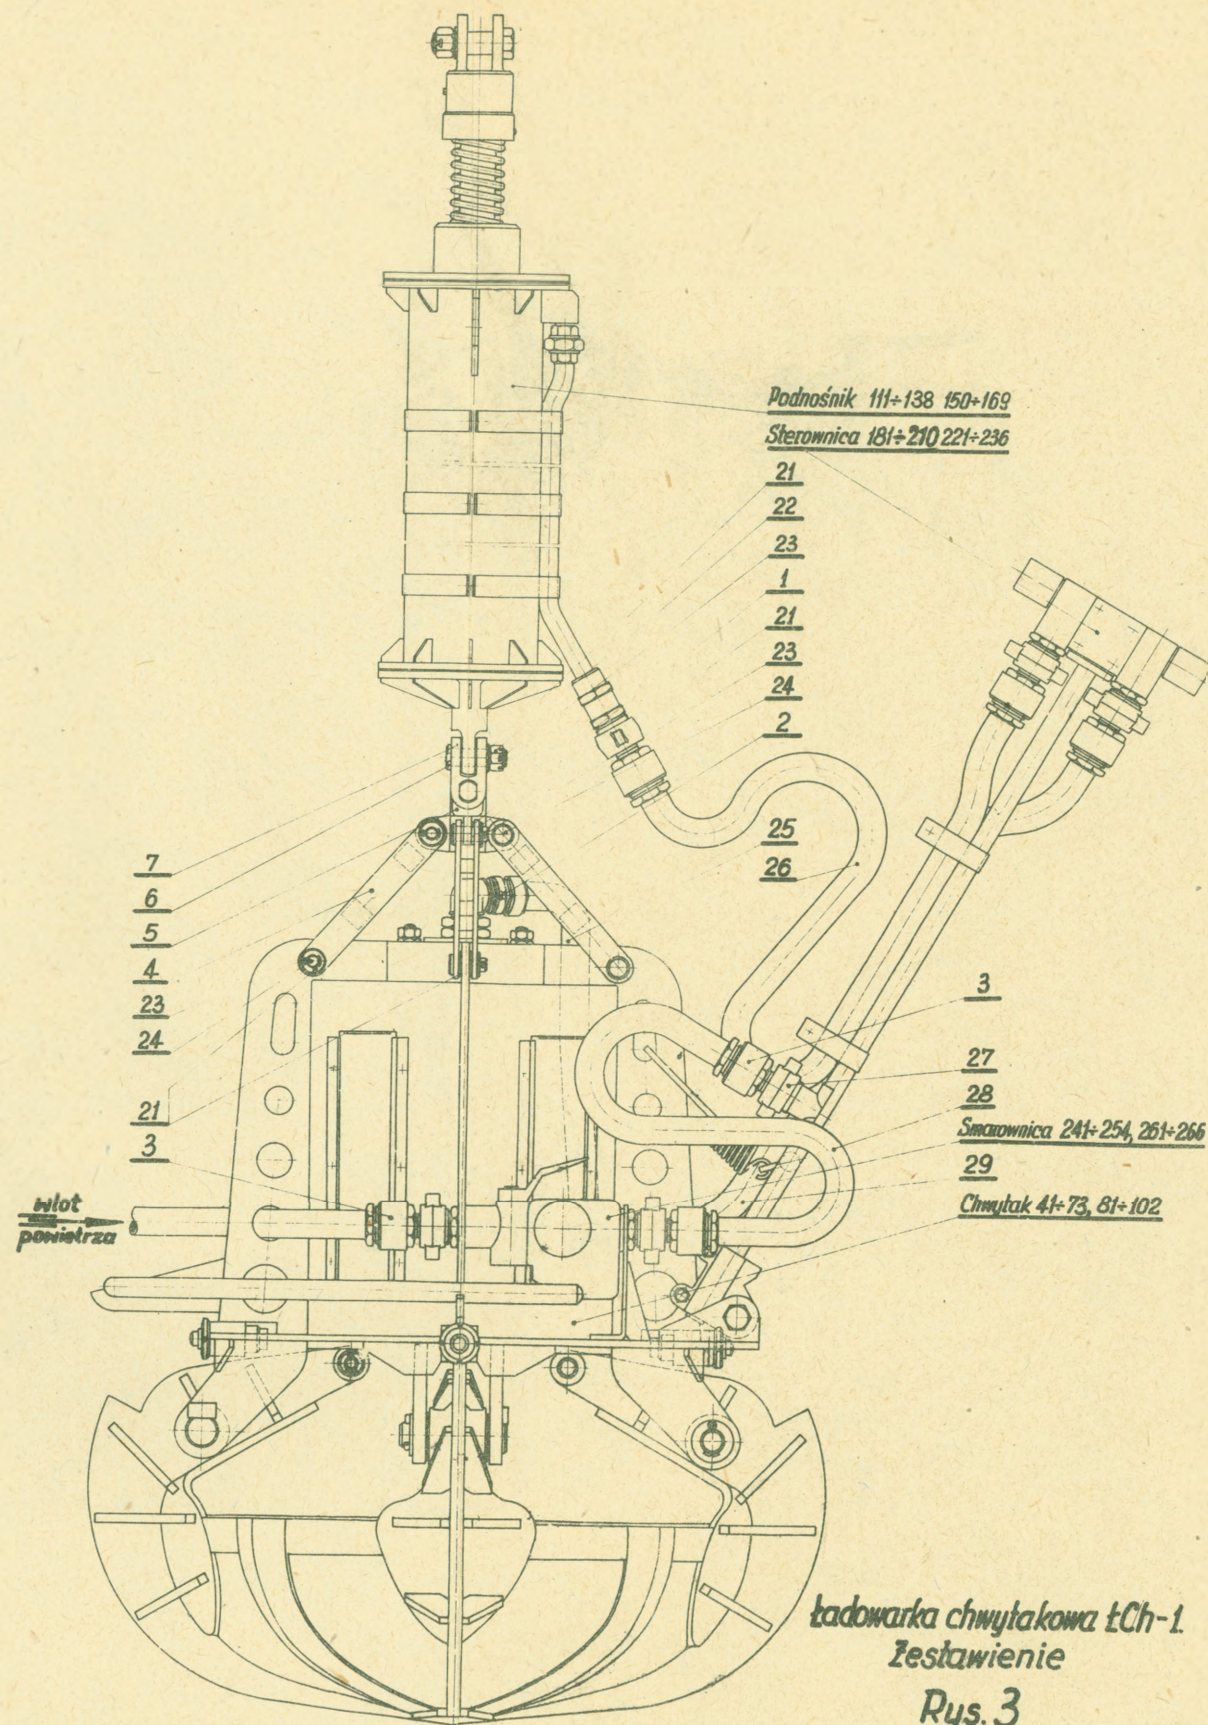 Podnośnik 111÷138 150÷169
Sterownica 181÷210 221÷236
21
22
23
1
21
23
24
2
25
26
7
6
5
4
23
24
21
3
3
27
28
Smarownica 241÷254, 261÷266
29
Chwytak 41÷73, 81÷102
wlot
powietrza
Ładowarka chwytakowa ŁCh-1.
Zestawienie
Rys. 3